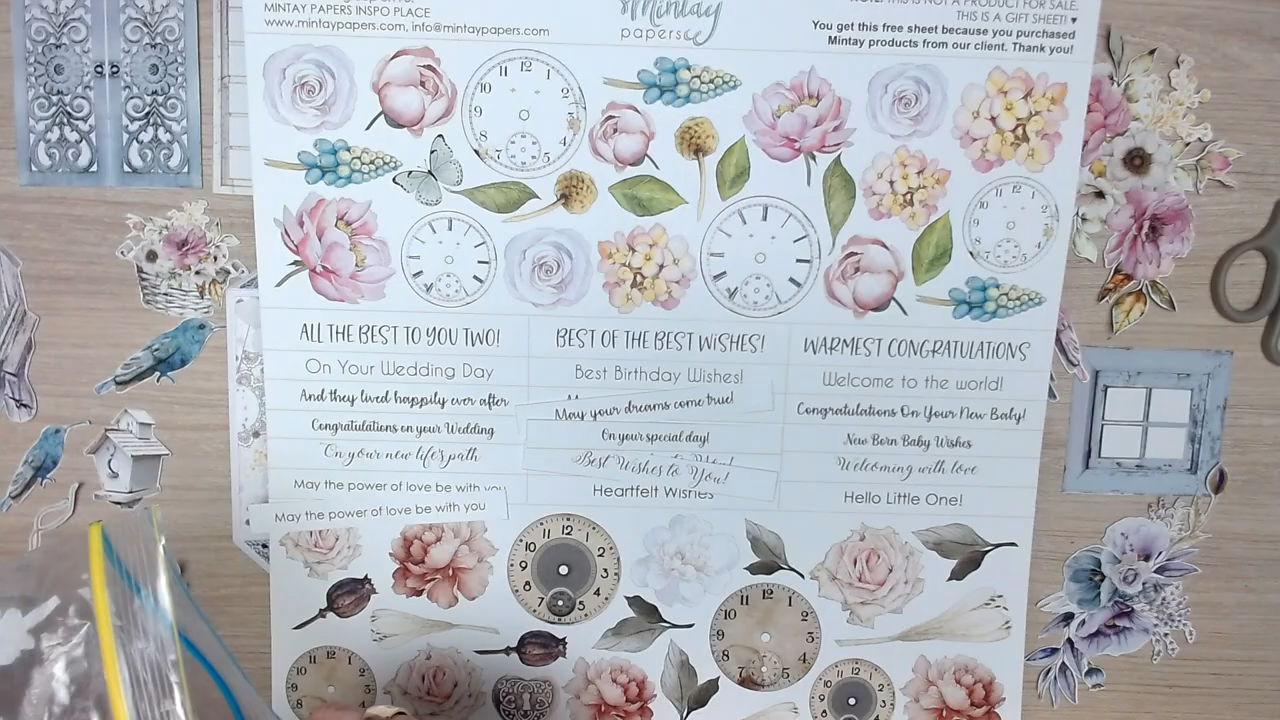 MINTAY PAPERS INSPO PLACE
www.mintaypapers.com, info@mintaypapers.com
Mintay
papers
THIS IS A GIFT SHEET! ♥
You get this free sheet because you purchased
Mintay products from our client. Thank you!
ALL THE BEST TO YOU TWO!
On Your Wedding Day
And they lived happily ever after
Congratulations on your Wedding
On your new life's path
May the power of love be with you
May the power of love be with you
BEST OF THE BEST WISHES!
Best Birthday Wishes!
May your dreams come true!
On your special day!
Best Wishes to You!
Heartfelt Wishes
WARMEST CONGRATULATIONS
Welcome to the world!
Congratulations On Your New Baby!
New Born Baby Wishes
Welcoming with love
Hello Little One!